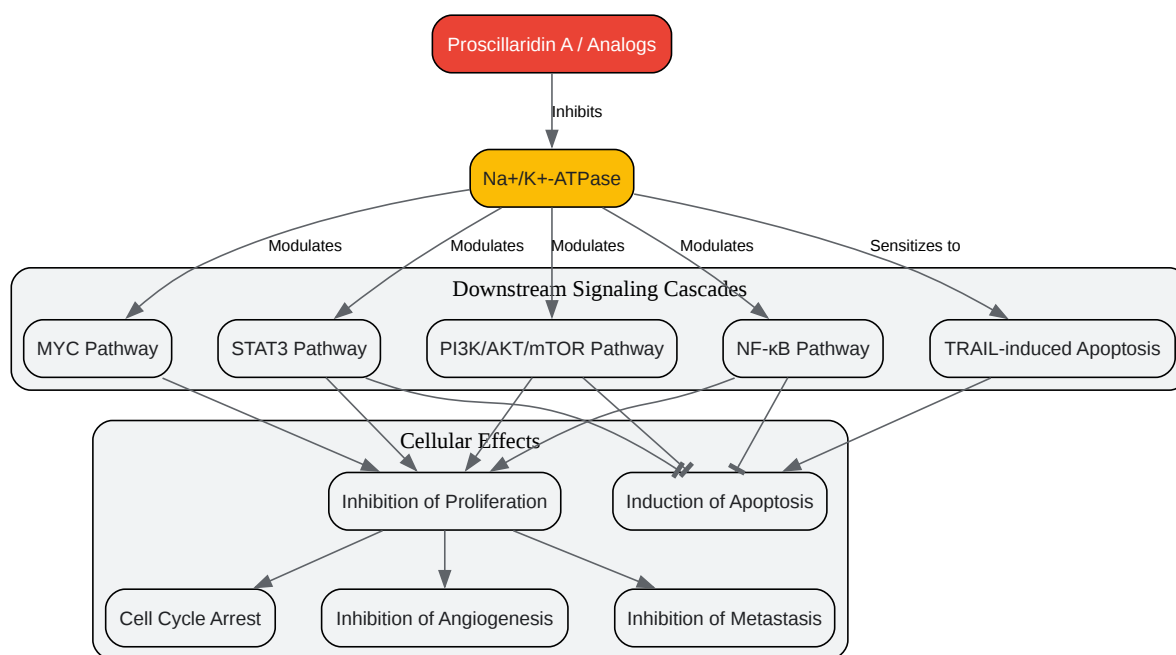 Proscillaridin A / Analogs
Inhibits
Na+/K+-ATPase
Modulates
Modulates
Modulates
Modulates
Sensitizes to
Downstream Signaling Cascades
MYC Pathway
STAT3 Pathway
PI3K/AKT/mTOR Pathway
NF-κB Pathway
TRAIL-induced Apoptosis
Cellular Effects
Inhibition of Proliferation
Induction of Apoptosis
Cell Cycle Arrest
Inhibition of Angiogenesis
Inhibition of Metastasis